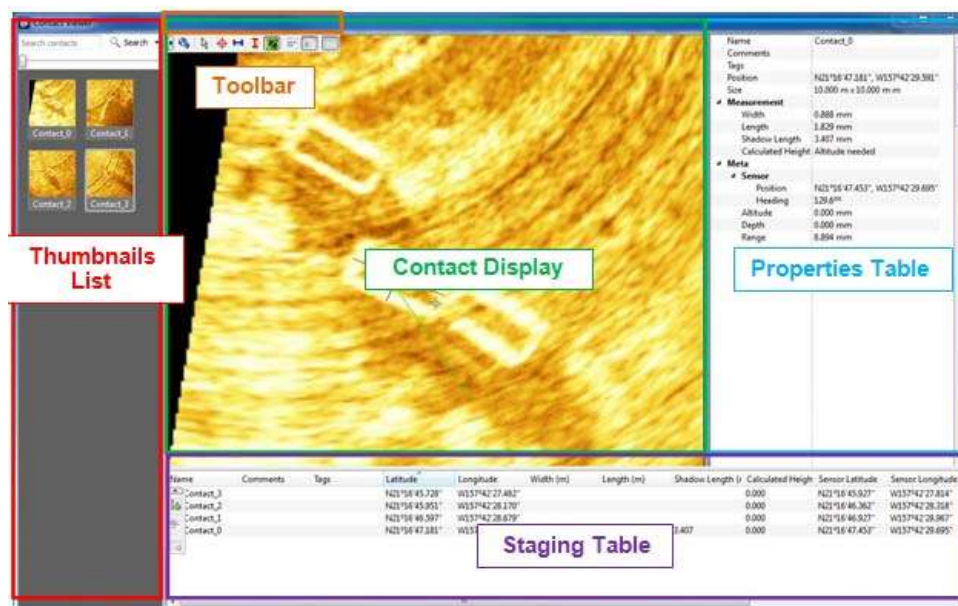 Contact Viewer
Search contacts
Search
Toolbar
Contact_0
Contact_1
Contact_2
Contact_3
Thumbnails
List
Contact Display
Name Contact_0
Comments
Tags
Position N21°16'47.181", W157°42'29.591"
Size 10.000 m x 10.000 m m
Measurement
Width 0.888 mm
Length 1.829 mm
Shadow Length 3.407 mm
Calculated Height Altitude needed
Meta
Sensor
Position N21°16'47.453", W157°42'29.695"
Heading
Altitude 0.000 mm
Depth 0.000 mm
Range 8.894 mm
Properties Table
Name Comments Tags Latitude Longitude Width (m) Length (m) Shadow Length ( Calculated Heigh Sensor Latitude Sensor Longitude
Contact_3 N21°16'45.728" W157°42'27.482" 0.000 N21°16'45.927" W157°42'27.814"
Contact_2 N21°16'45.951" W157°42'28.170" 0.000 N21°16'46.362" W157°42'28.318"
Contact_1 N21°16'46.597" W157°42'28.679" 0.000 N21°16'46.927" W157°42'28.967"
Contact_0 N21°16'47.181" 3.407 0.000 N21°16'47.453" W157°42'29.695"
Staging Table